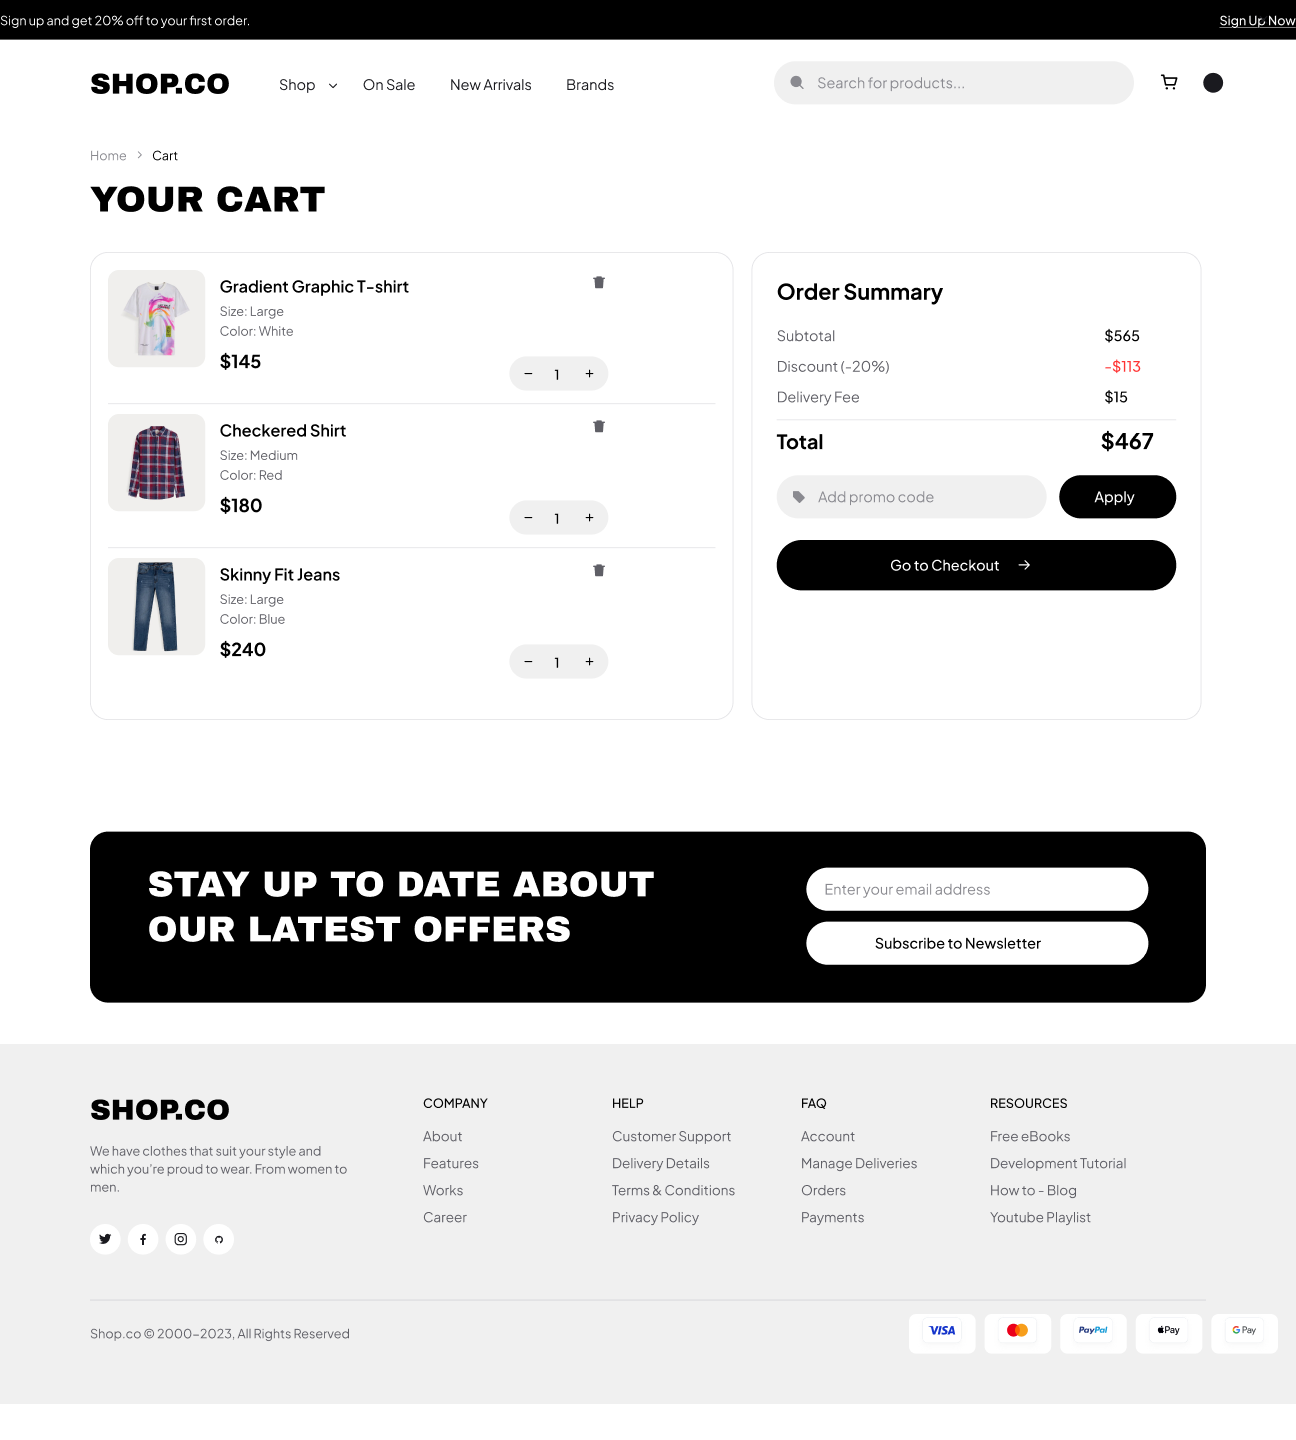 Sign up and get 20% off to your first order.
Sign Up Now
SHOP.CO
Shop
On Sale
New Arrivals
Brands
Search for products...
Home
Cart
YOUR CART
Gradient Graphic T-shirt
Size: Large
Color: White
$145
− 1 +
Checkered Shirt
Size: Medium
Color: Red
$180
− 1 +
Skinny Fit Jeans
Size: Large
Color: Blue
$240
− 1 +
Order Summary
Subtotal $565
Discount (-20%) -$113
Delivery Fee $15
Total $467
Add promo code
Apply
Go to Checkout →
STAY UP TO DATE ABOUT
OUR LATEST OFFERS
Enter your email address
Subscribe to Newsletter
SHOP.CO
We have clothes that suit your style and
which you're proud to wear. From women to
men.
COMPANY
About
Features
Works
Career
HELP
Customer Support
Delivery Details
Terms & Conditions
Privacy Policy
FAQ
Account
Manage Deliveries
Orders
Payments
RESOURCES
Free eBooks
Development Tutorial
How to - Blog
Youtube Playlist
Shop.co © 2000-2023, All Rights Reserved
VISA
PayPal
Pay
G Pay